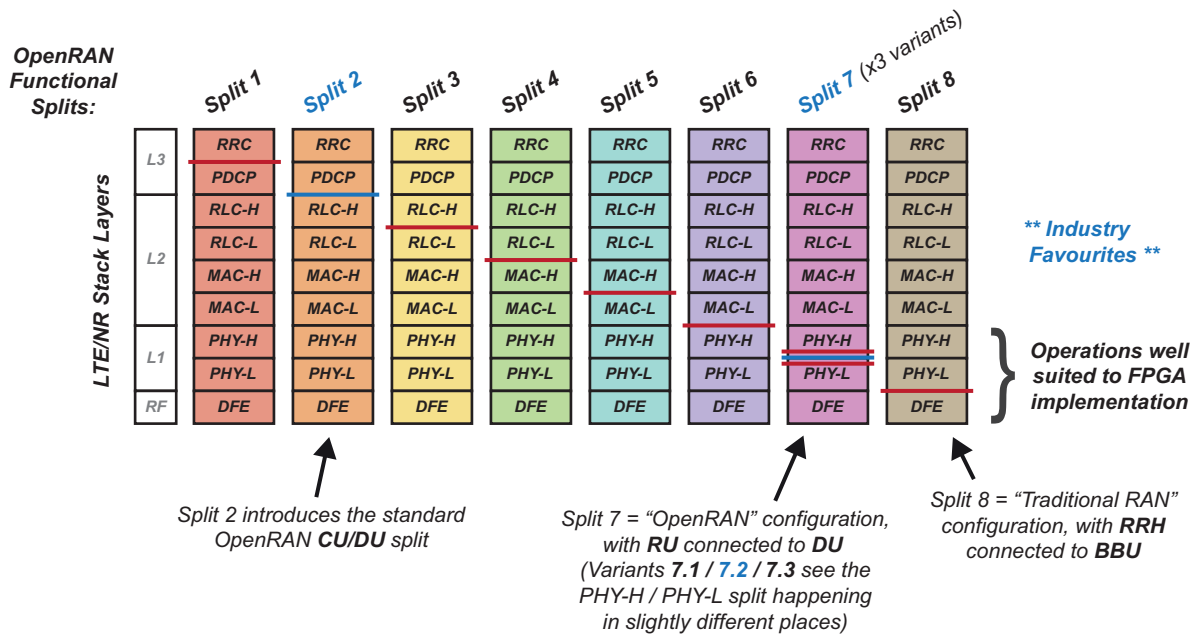 OpenRAN
Functional
Splits:
Split 1
Split 2
Split 3
Split 4
Split 5
Split 6
Split 7 (x3 variants)
Split 8
LTE/NR Stack Layers
L3
L2
L1
RF
RRC RRC RRC RRC RRC RRC RRC RRC
PDCP PDCP PDCP PDCP PDCP PDCP PDCP PDCP
RLC-H RLC-H RLC-H RLC-H RLC-H RLC-H RLC-H RLC-H
RLC-L RLC-L RLC-L RLC-L RLC-L RLC-L RLC-L RLC-L
MAC-H MAC-H MAC-H MAC-H MAC-H MAC-H MAC-H MAC-H
MAC-L MAC-L MAC-L MAC-L MAC-L MAC-L MAC-L MAC-L
PHY-H PHY-H PHY-H PHY-H PHY-H PHY-H PHY-H PHY-H
PHY-L PHY-L PHY-L PHY-L PHY-L PHY-L PHY-L PHY-L
DFE DFE DFE DFE DFE DFE DFE DFE
** Industry
Favourites **
Operations well
suited to FPGA
implementation
Split 2 introduces the standard
OpenRAN CU/DU split
Split 7 = “OpenRAN” configuration,
with RU connected to DU
(Variants 7.1 / 7.2 / 7.3 see the
PHY-H / PHY-L split happening
in slightly different places)
Split 8 = “Traditional RAN”
configuration, with RRH
connected to BBU